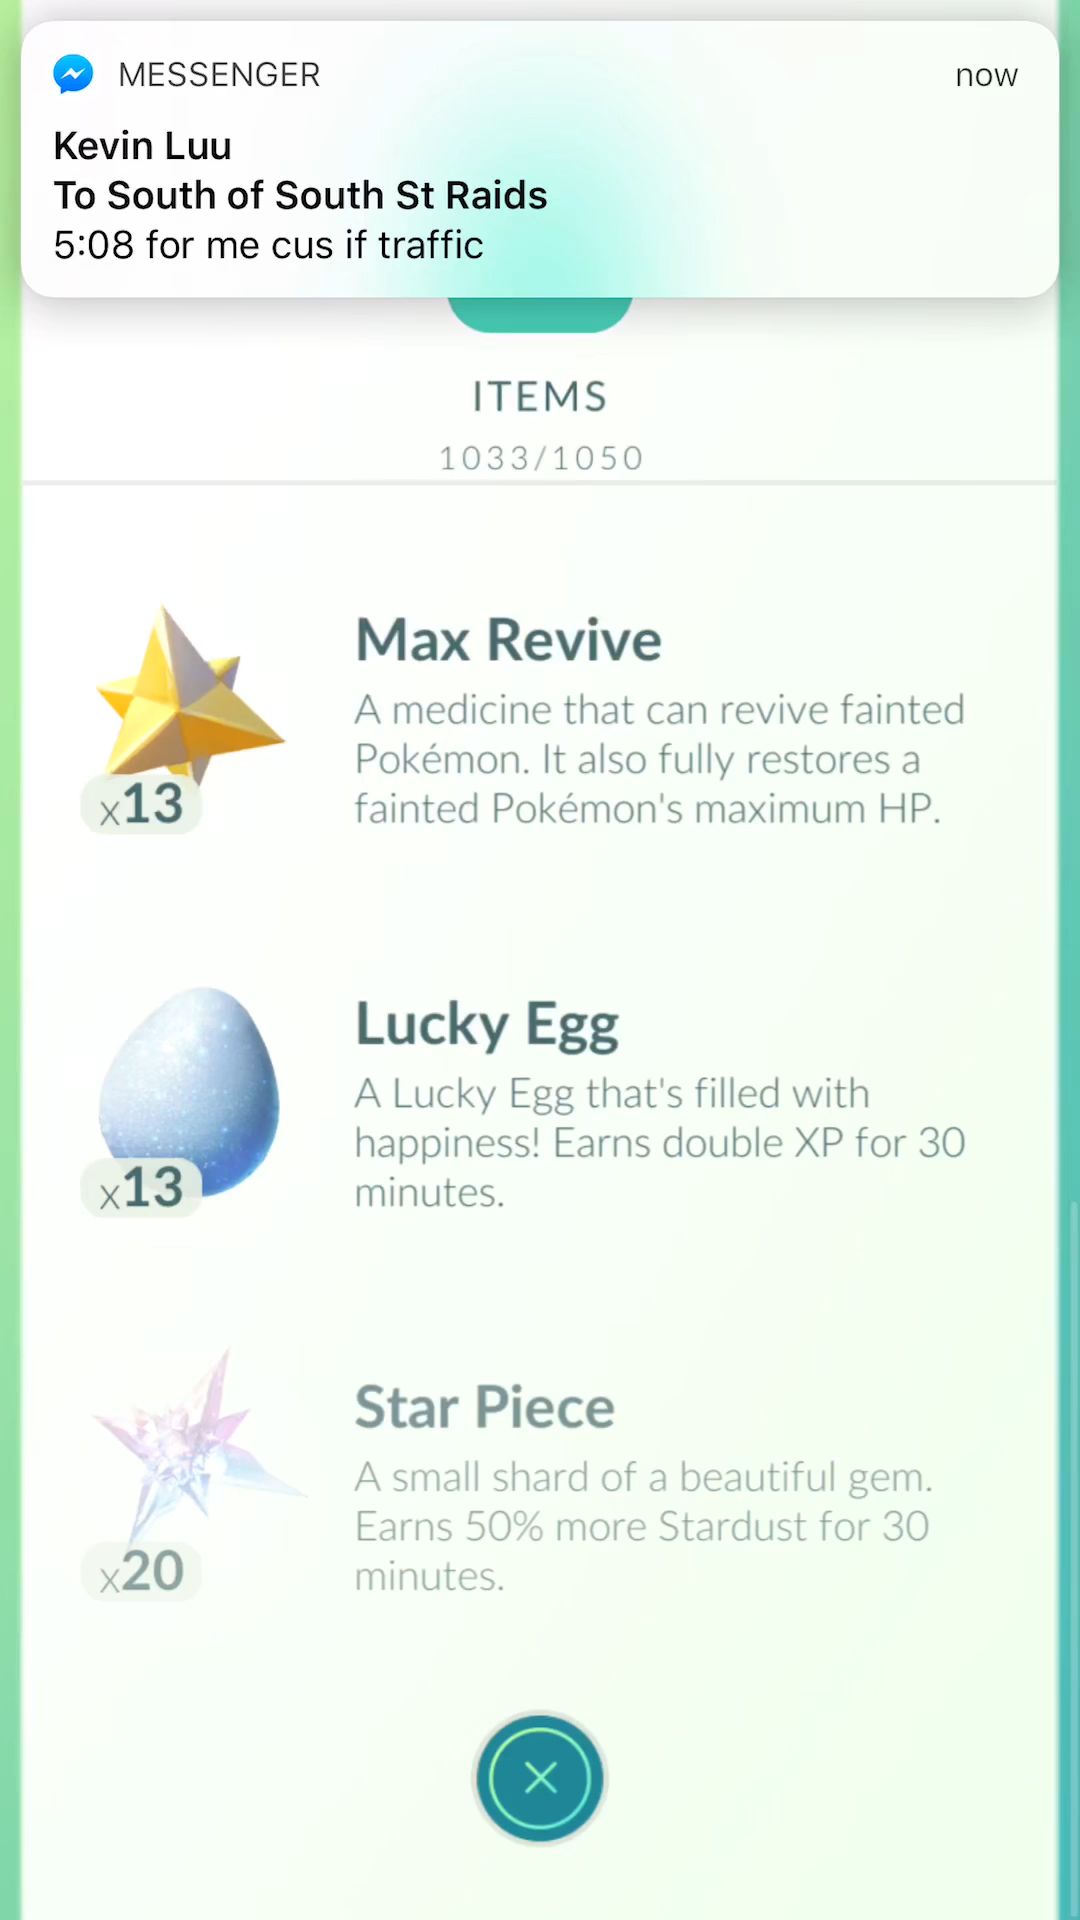 MESSENGER now
Kevin Luu
To South of South St Raids
5:08 for me cus if traffic
ITEMS
1033/1050
Max Revive
A medicine that can revive fainted
Pokémon. It also fully restores a
fainted Pokémon's maximum HP.
x13
Lucky Egg
A Lucky Egg that's filled with
happiness! Earns double XP for 30
minutes.
x13
Star Piece
A small shard of a beautiful gem.
Earns 50% more Stardust for 30
minutes.
x20